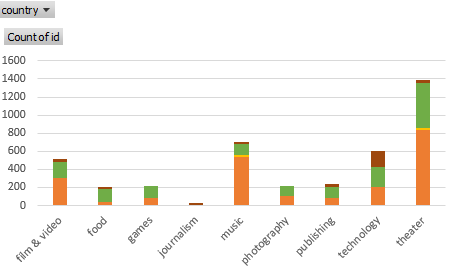 country
Count of id
1600
1400
1200
1000
800
600
400
200
0
film & video
food
games
journalism
music
photography
publishing
technology
theater